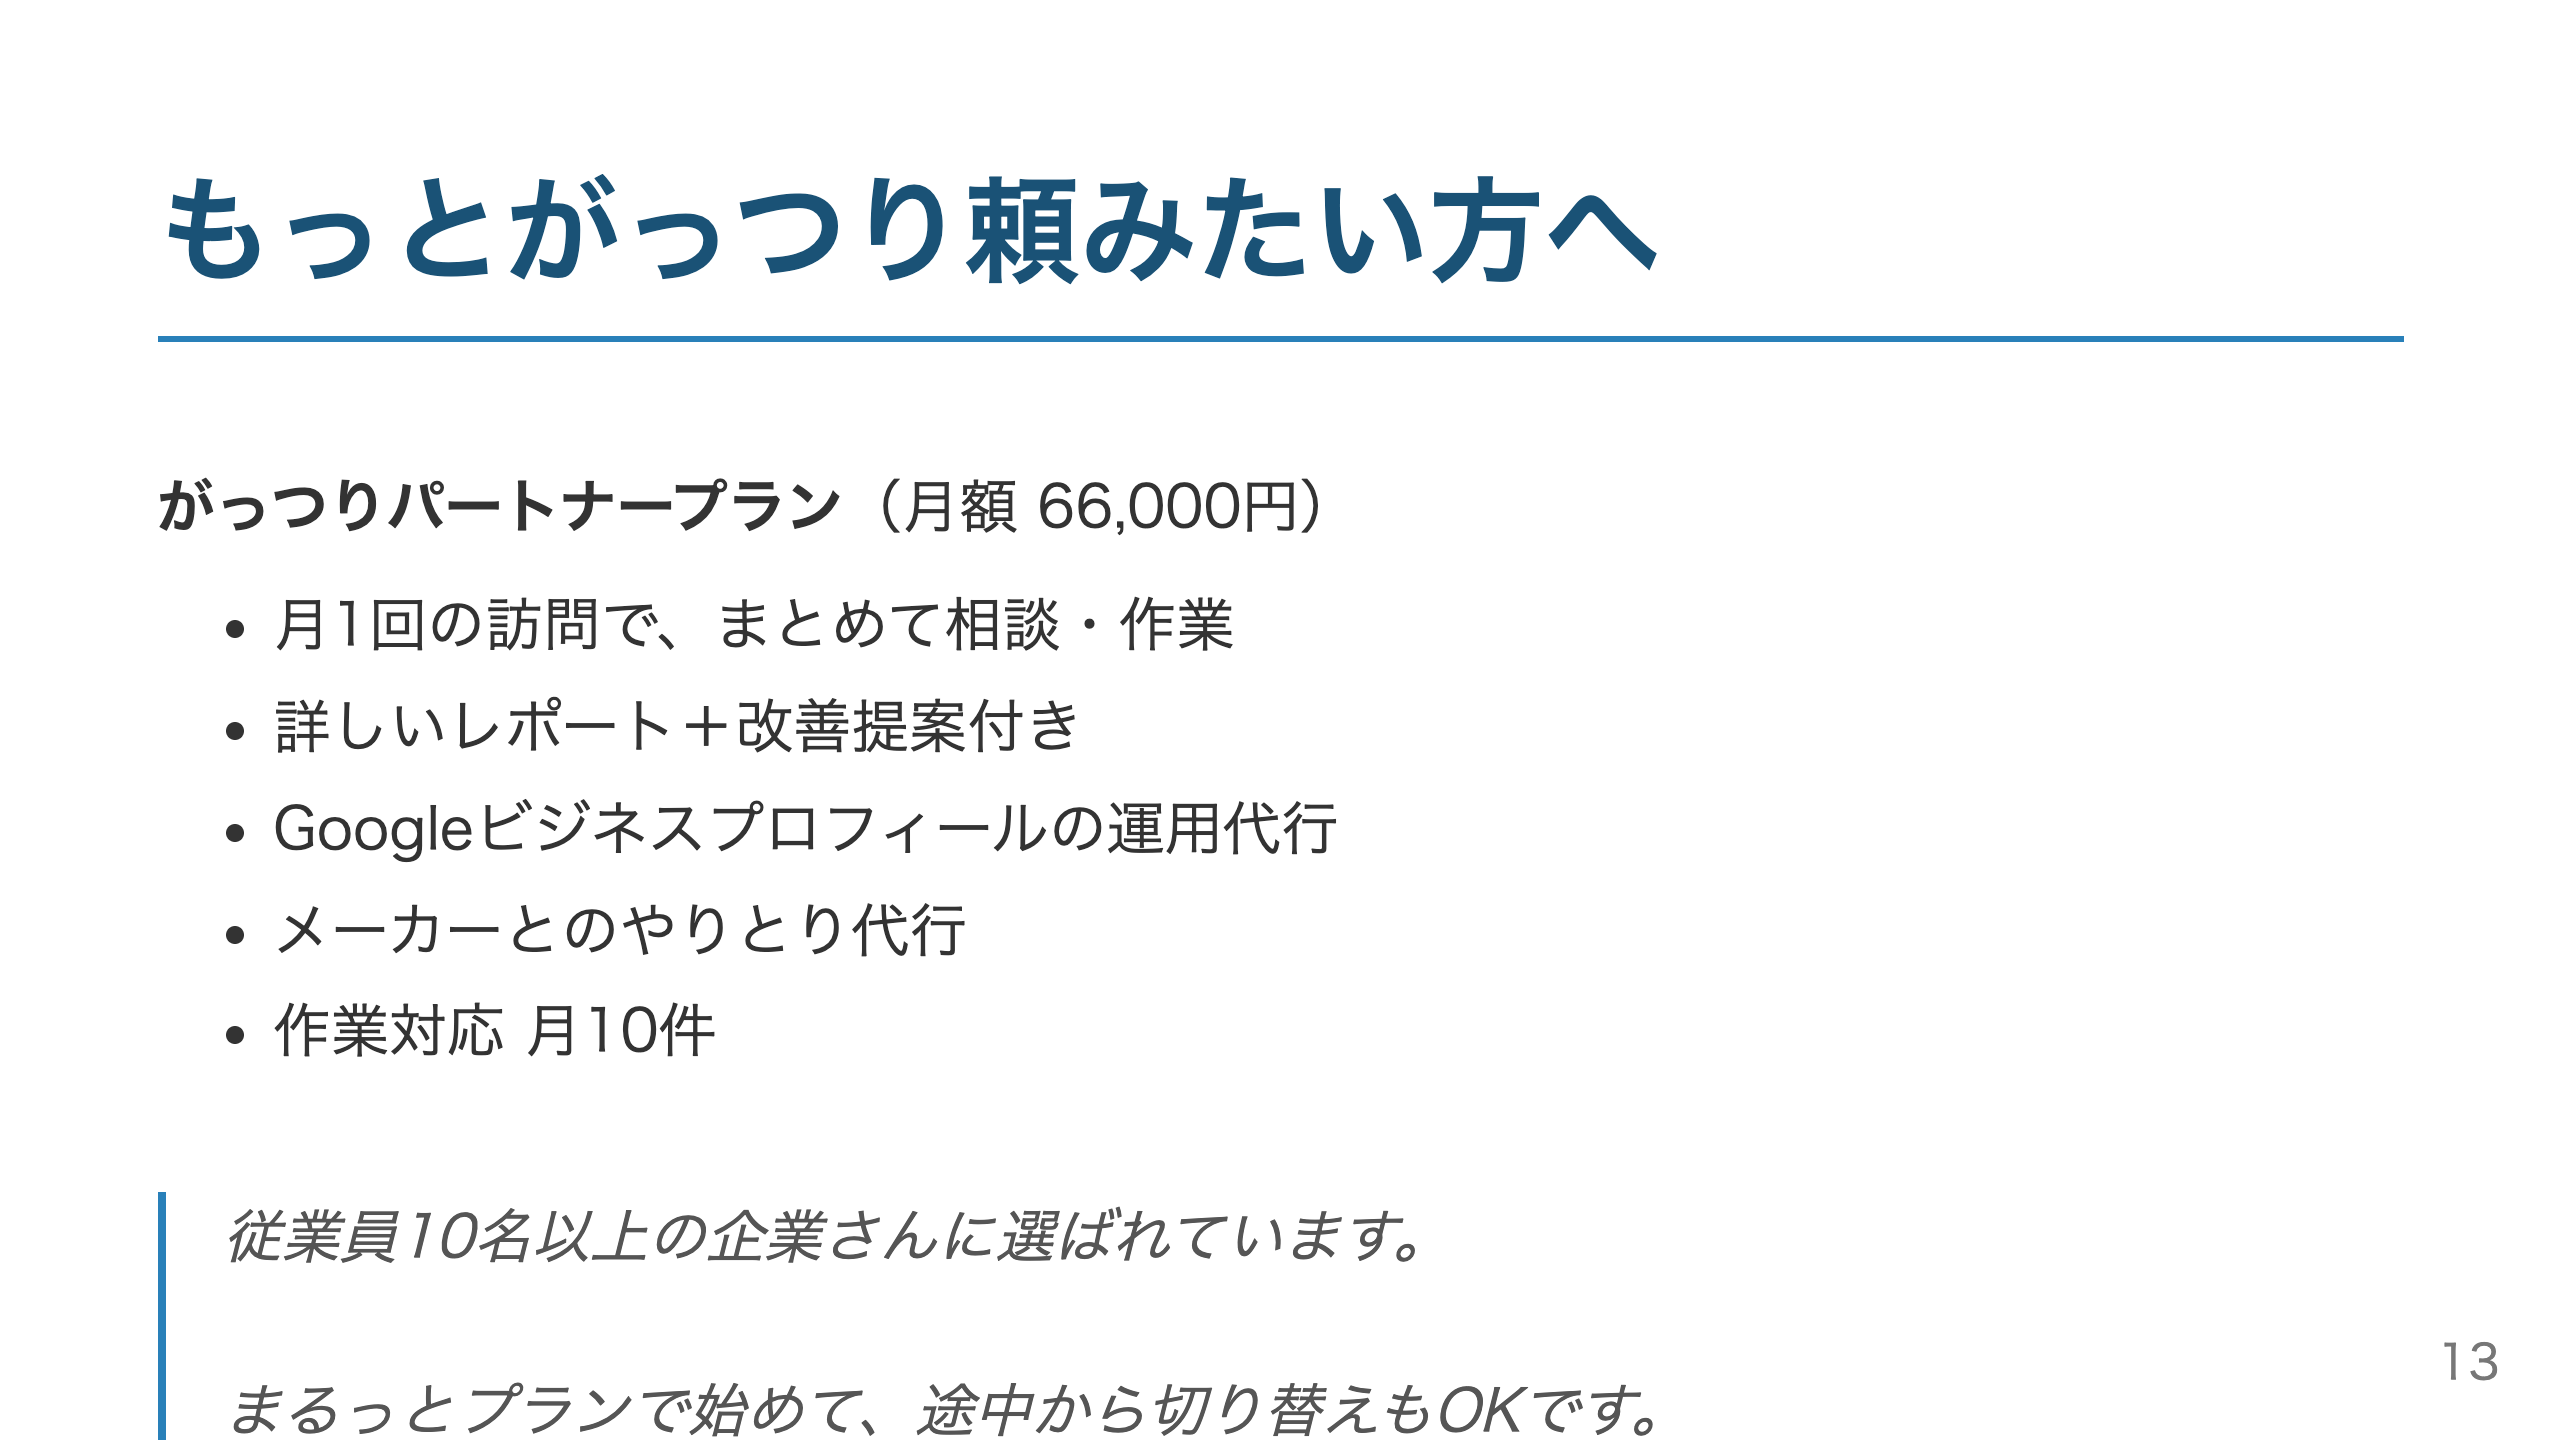 もっとがっつり頼みたい方へ
がっつりパートナープラン（月額 66,000円）
• 月1回の訪問で、まとめて相談・作業
• 詳しいレポート＋改善提案付き
• Googleビジネスプロフィールの運用代行
• メーカーとのやりとり代行
• 作業対応 月10件
従業員10名以上の企業さんに選ばれています。
まるっとプランで始めて、途中から切り替えもOKです。
13